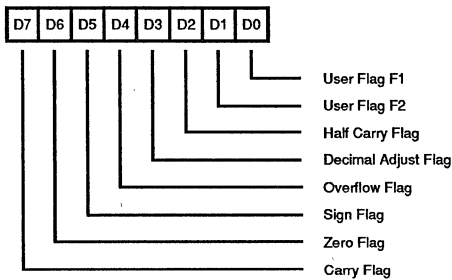 D7 D6 D5 D4 D3 D2 D1 D0
User Flag F1
User Flag F2
Half Carry Flag
Decimal Adjust Flag
Overflow Flag
Sign Flag
Zero Flag
Carry Flag